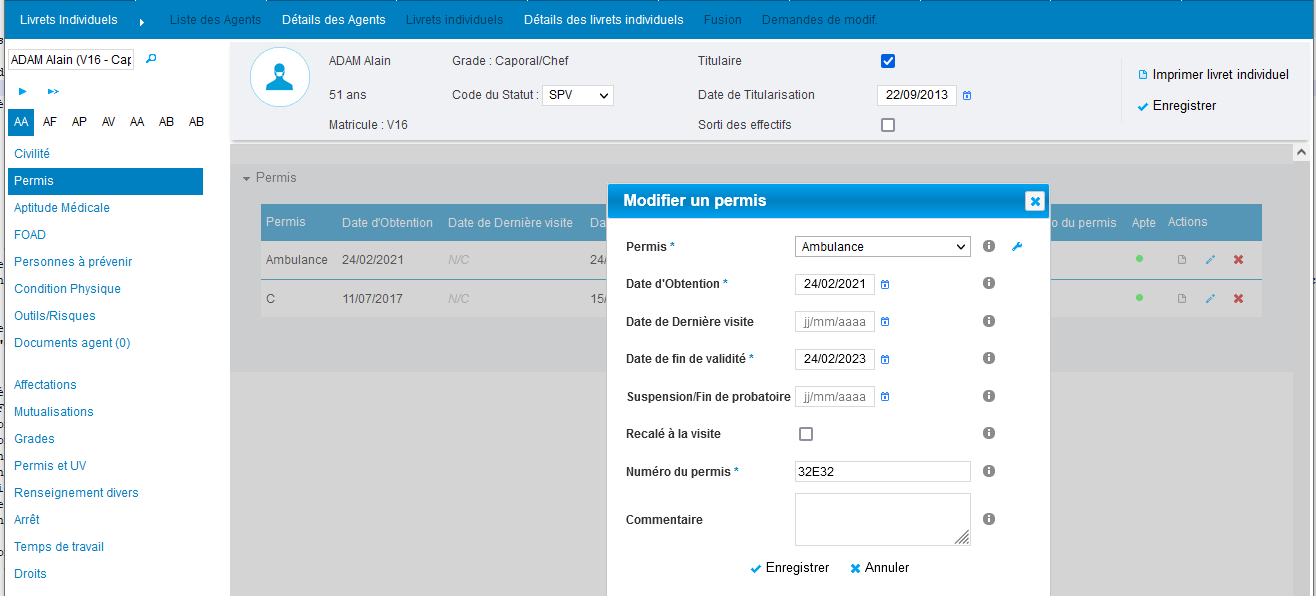 Livrets Individuels
Liste des Agents Détails des Agents Livrets individuels Détails des livrets individuels Fusion Demandes de modif.
ADAM Alain (V16 - Cap
AA AF AP AV AA AB AB
Civilité
Permis
Aptitude Médicale
FOAD
Personnes à prévenir
Condition Physique
Outils/Risques
Documents agent (0)
Affectations
Mutualisations
Grades
Permis et UV
Renseignement divers
Arrêt
Temps de travail
Droits
ADAM Alain Grade : Caporal/Chef Titulaire
51 ans Code du Statut : SPV Date de Titularisation 22/09/2013
Matricule : V16 Sorti des effectifs
Imprimer livret individuel
Enregistrer
Permis
Permis Date d'Obtention Date de Dernière visite Da o du permis Apte Actions
Ambulance 24/02/2021 N/C 24/
C 11/07/2017 N/C 15/
Modifier un permis
Permis * Ambulance
Date d'Obtention * 24/02/2021
Date de Dernière visite jj/mm/aaaa
Date de fin de validité * 24/02/2023
Suspension/Fin de probatoire jj/mm/aaaa
Recalé à la visite
Numéro du permis * 32E32
Commentaire
Enregistrer Annuler